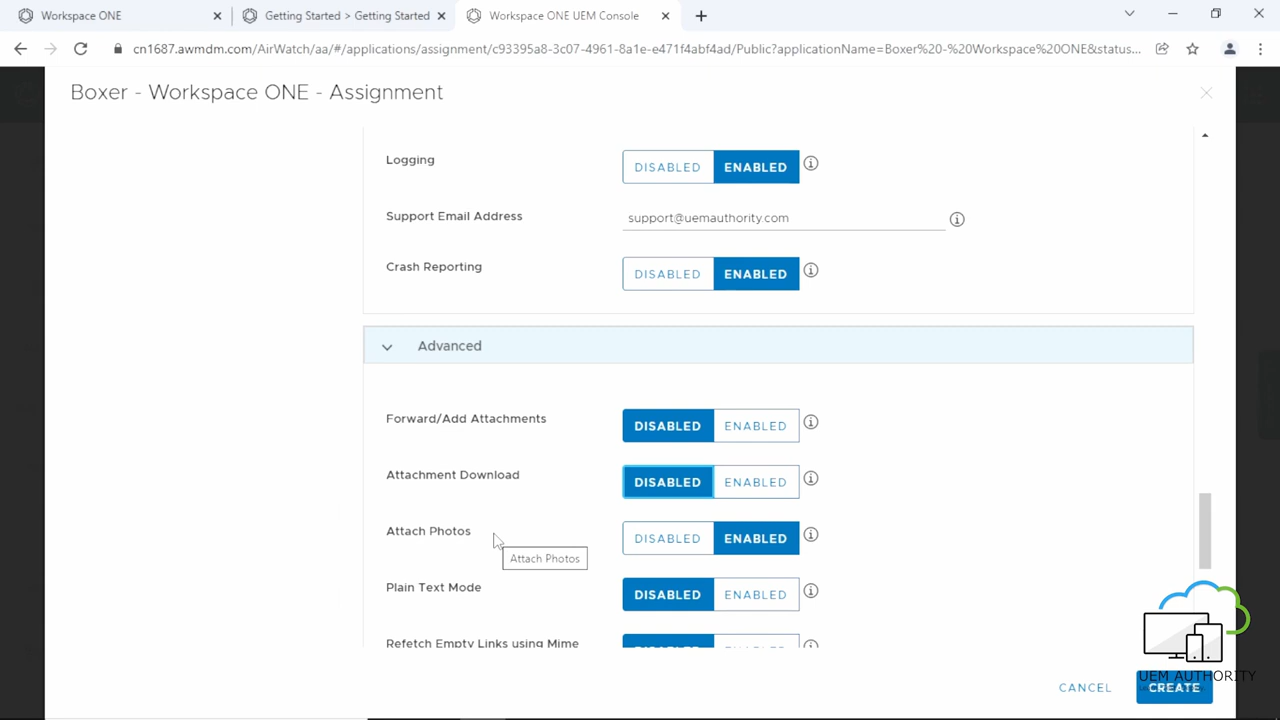 Workspace ONE
Getting Started > Getting Started
Workspace ONE UEM Console
cn1687.awmdm.com/AirWatch/aa/#/applications/assignment/c93395a8-3c07-4961-8a1e-e471f4abf4ad/Public?applicationName=Boxer%20-%20Workspace%20ONE&status...
Boxer - Workspace ONE - Assignment
Logging
DISABLED ENABLED
Support Email Address
support@uemauthority.com
Crash Reporting
DISABLED ENABLED
Advanced
Forward/Add Attachments
DISABLED ENABLED
Attachment Download
DISABLED ENABLED
Attach Photos
DISABLED ENABLED
Attach Photos
Plain Text Mode
DISABLED ENABLED
Refetch Empty Links using Mime
DISABLED ENABLED
UEM AUTHORITY
CANCEL
CREATE